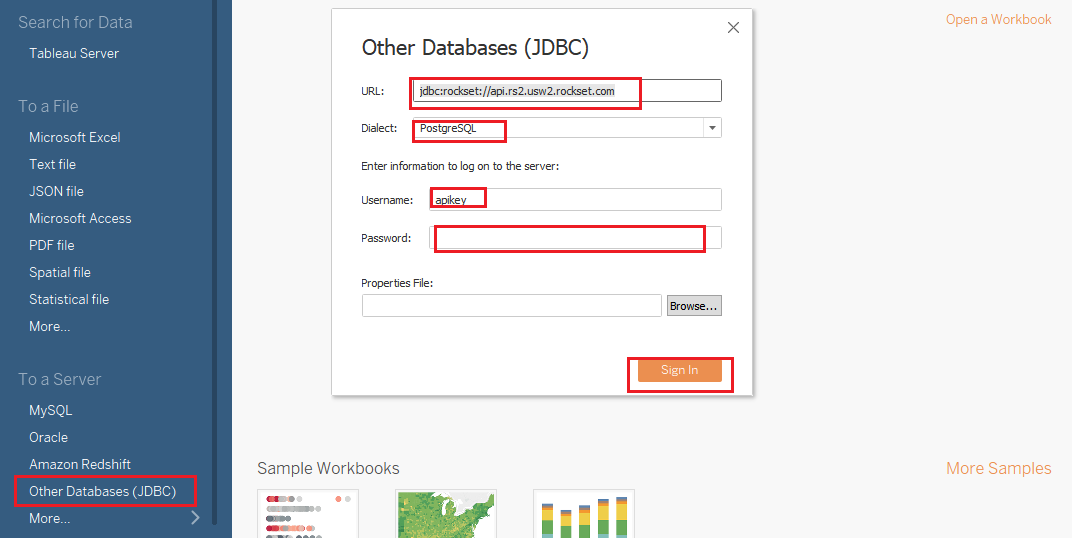 Search for Data
Tableau Server
To a File
Microsoft Excel
Text file
JSON file
Microsoft Access
PDF file
Spatial file
Statistical file
More...
To a Server
MySQL
Oracle
Amazon Redshift
Other Databases (JDBC)
More...
Open a Workbook
Other Databases (JDBC)
URL: jdbc:rockset://api.rs2.usw2.rockset.com
Dialect: PostgreSQL
Enter information to log on to the server:
Username: apikey
Password:
Properties File:
Browse...
Sign In
Sample Workbooks
More Samples